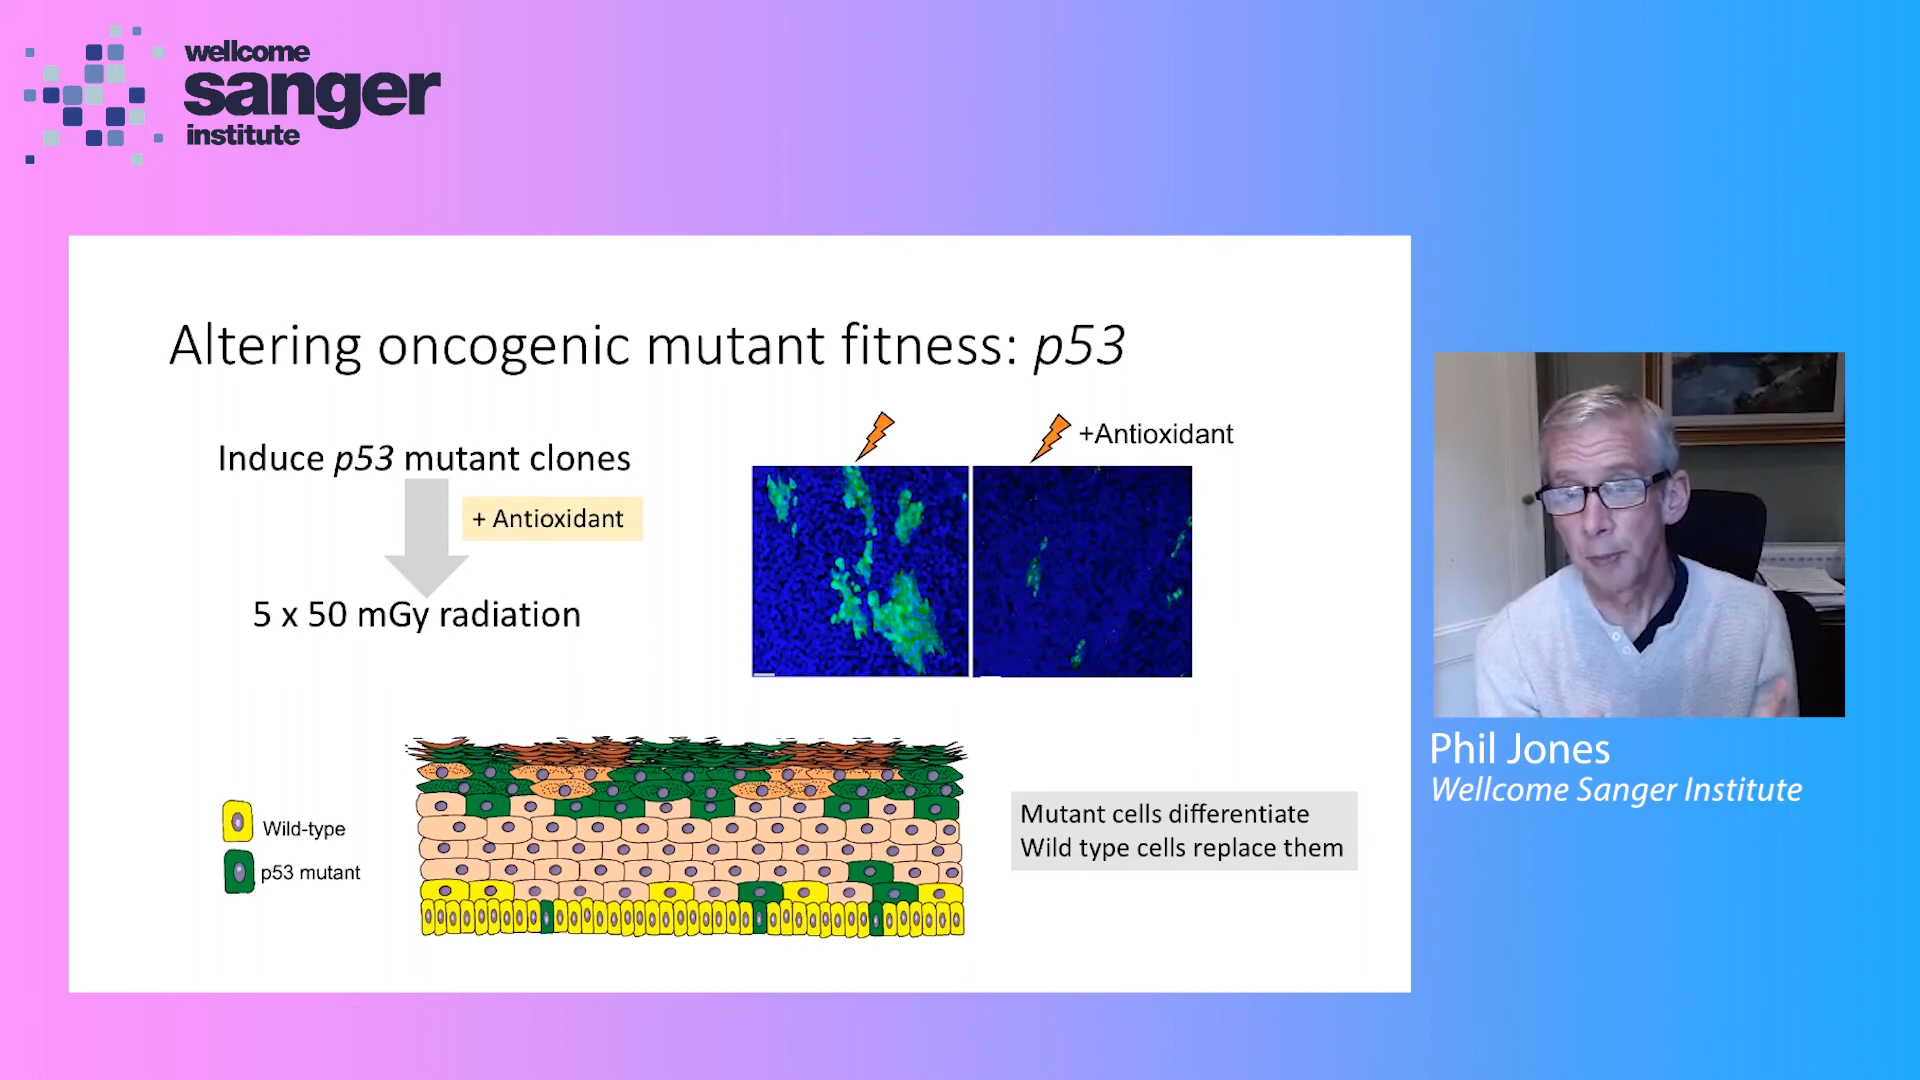 wellcome
sanger
institute
Altering oncogenic mutant fitness: p53
Induce p53 mutant clones
+ Antioxidant
5 x 50 mGy radiation
+Antioxidant
Wild-type
p53 mutant
Mutant cells differentiate
Wild type cells replace them
Phil Jones
Wellcome Sanger Institute